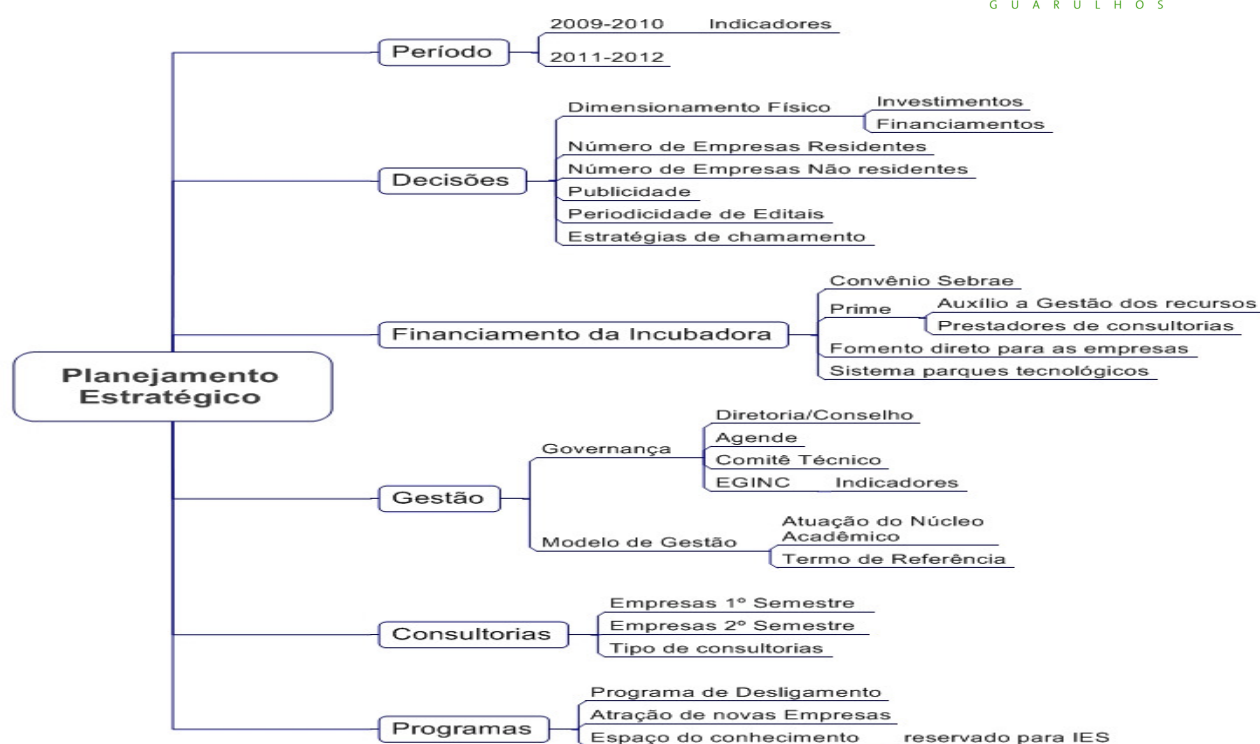 GUARULHOS
2009-2010 Indicadores
Período
2011-2012
Dimensionamento Físico
Investimentos
Financiamentos
Número de Empresas Residentes
Número de Empresas Não residentes
Decisões
Publicidade
Periodicidade de Editais
Estratégias de chamamento
Convênio Sebrae
Prime
Auxílio a Gestão dos recursos
Prestadores de consultorias
Financiamento da Incubadora
Fomento direto para as empresas
Sistema parques tecnológicos
Planejamento
Estratégico
Diretoria/Conselho
Governança
Agende
Comitê Técnico
EGINC Indicadores
Gestão
Modelo de Gestão
Atuação do Núcleo
Acadêmico
Termo de Referência
Empresas 1º Semestre
Consultorias
Empresas 2º Semestre
Tipo de consultorias
Programa de Desligamento
Programas
Atração de novas Empresas
Espaço do conhecimento reservado para IES